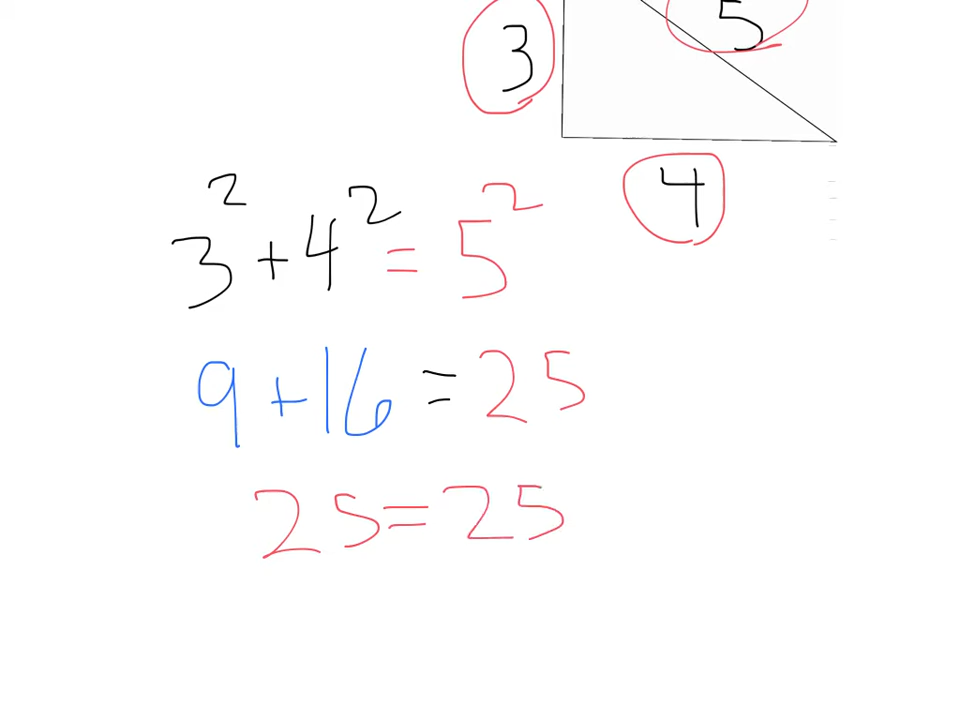 5
3
4
3² + 4² = 5²
9 + 16 = 25
25 = 25